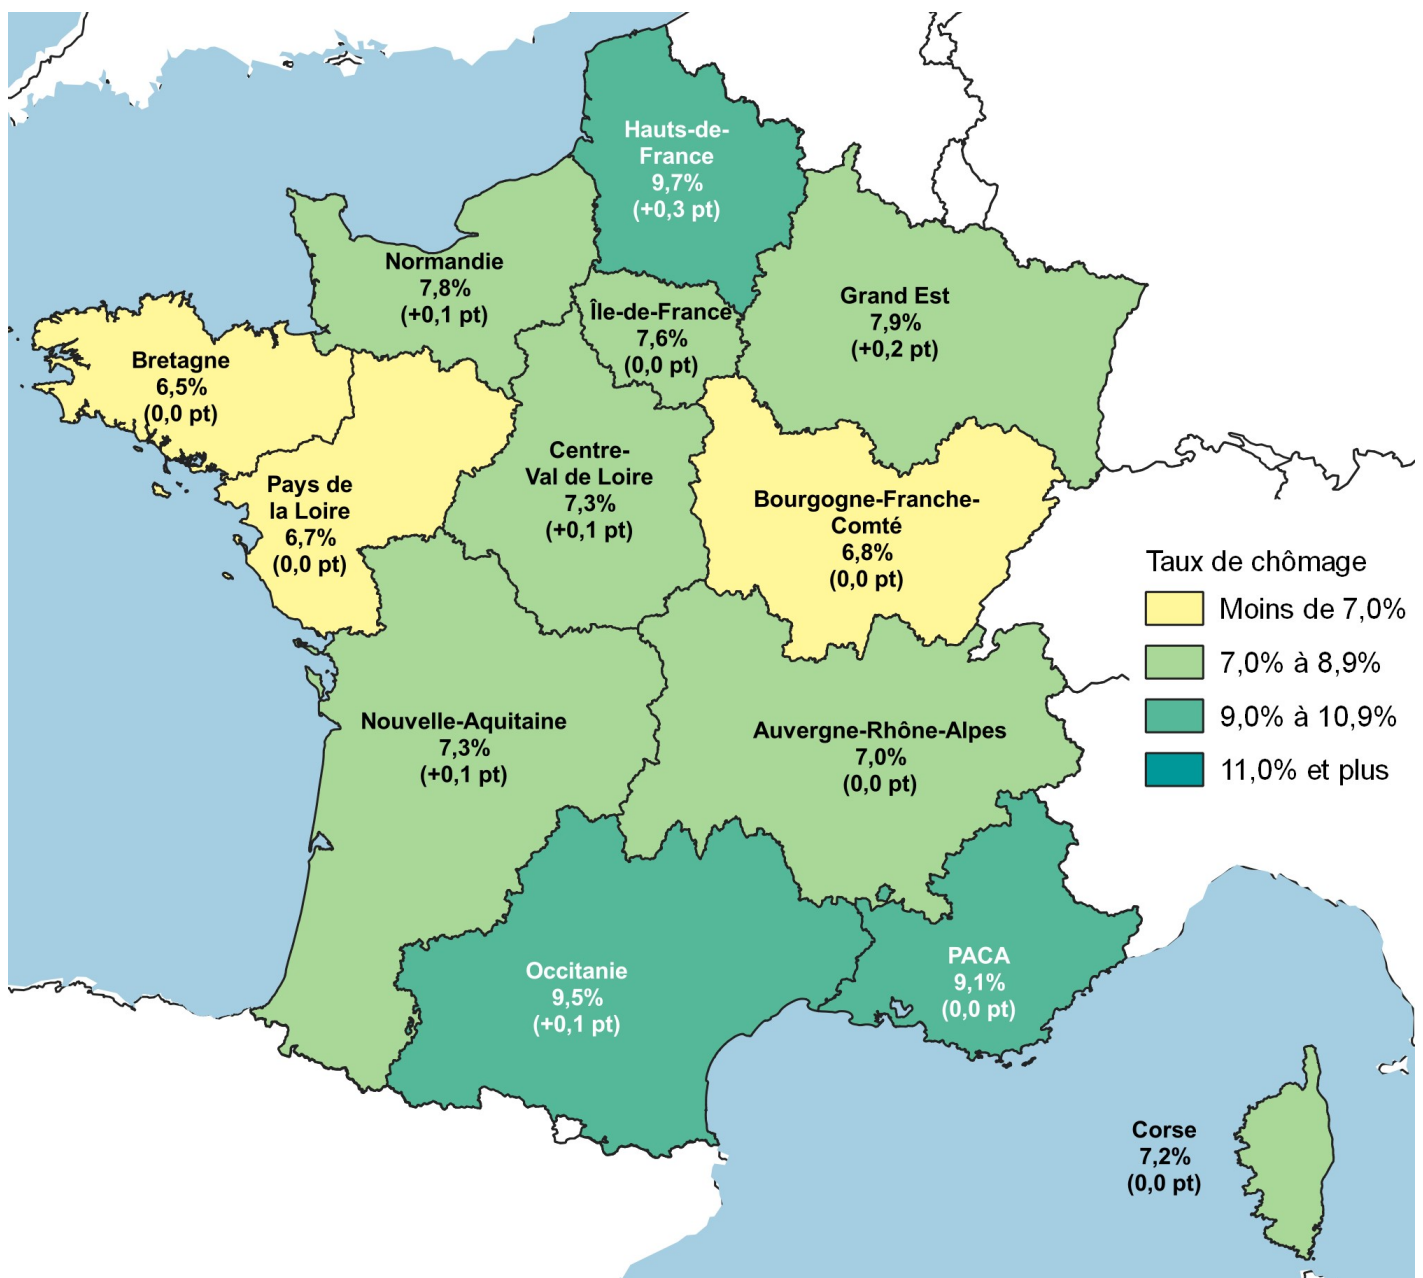 Hauts-de-
France
9,7%
(+0,3 pt)
Normandie
7,8%
(+0,1 pt)
Île-de-France
7,6%
(0,0 pt)
Grand Est
7,9%
(+0,2 pt)
Bretagne
6,5%
(0,0 pt)
Pays de
la Loire
6,7%
(0,0 pt)
Centre-
Val de Loire
7,3%
(+0,1 pt)
Bourgogne-Franche-
Comté
6,8%
(0,0 pt)
Taux de chômage
Moins de 7,0%
7,0% à 8,9%
9,0% à 10,9%
11,0% et plus
Nouvelle-Aquitaine
7,3%
(+0,1 pt)
Auvergne-Rhône-Alpes
7,0%
(0,0 pt)
Occitanie
9,5%
(+0,1 pt)
PACA
9,1%
(0,0 pt)
Corse
7,2%
(0,0 pt)